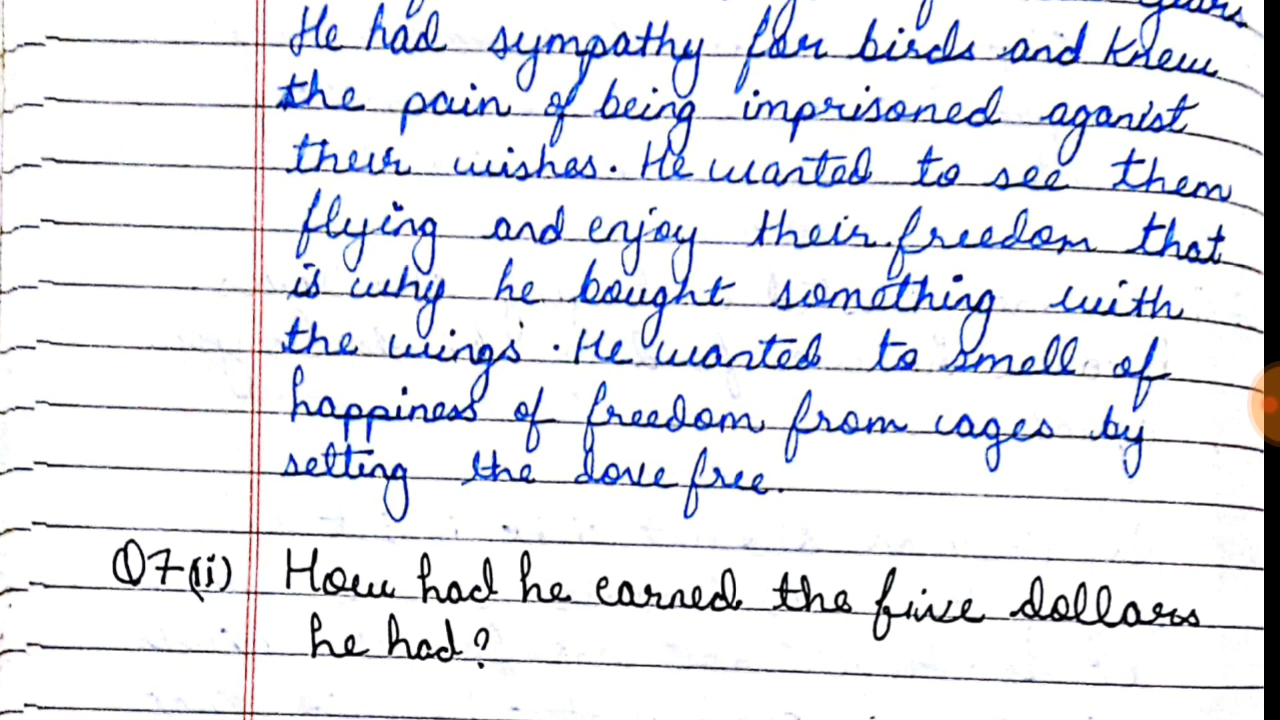 years
He had sympathy for birds and knew
the pain of being imprisoned aganist
their wishes. He wanted to see them
flying and enjoy their freedom that
is why he bought something with
the wings. He wanted to smell of
happiness of freedom from cages by
setting the dove free.
Q7(i) How had he earned the five dollars
he had?